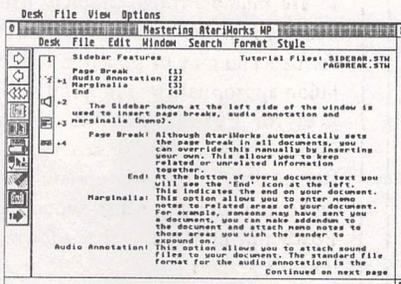 Desk File View Options
Mastering AtariWorks WP
Desk File Edit Window Search Format Style
Sidebar Features Tutorial Files: SIDEBAR.STW
PAGBREAK.STW
Page Break [1]
Audio Annotation [2]
Marginalia [3]
End [4]
The Sidebar shown at the left side of the window is
used to insert page breaks, audio annotation and
marginalia (memo).
Page Break: Although AtariWorks automatically sets
the page break in all documents, you
can override this manually by inserting
your own. This allows you to keep
related or unrelated information
together.
End: At the bottom of every document text you
will see the 'End' icon at the left.
This indicates the end on your document.
Marginalia: This option allows you to enter memo
notes to related areas of your document.
For example, someone may have sent you
a document, you can make addendum to
the document and attach memo notes to
those areas you wish the sender to
expound on.
Audio Annotation: This option allows you to attach sound
files to your document. The standard file
format for the audio annotation is the
Continued on next page
+1
+2
+3
+4